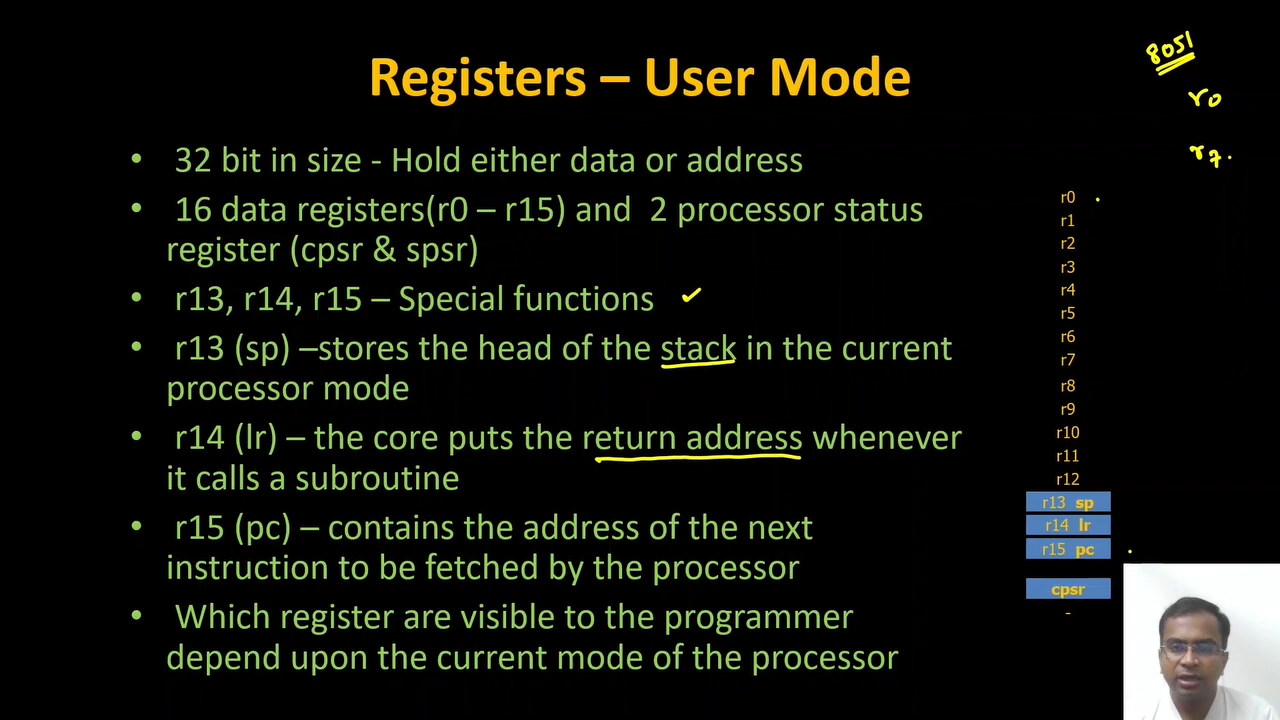 Registers – User Mode
8051
r0
r7
• 32 bit in size - Hold either data or address
• 16 data registers(r0 – r15) and 2 processor status
register (cpsr & spsr)
• r13, r14, r15 – Special functions ✓
• r13 (sp) –stores the head of the stack in the current
processor mode
• r14 (lr) – the core puts the return address whenever
it calls a subroutine
• r15 (pc) – contains the address of the next
instruction to be fetched by the processor
• Which register are visible to the programmer
depend upon the current mode of the processor
r0
r1
r2
r3
r4
r5
r6
r7
r8
r9
r10
r11
r12
r13 sp
r14 lr
r15 pc
cpsr
-